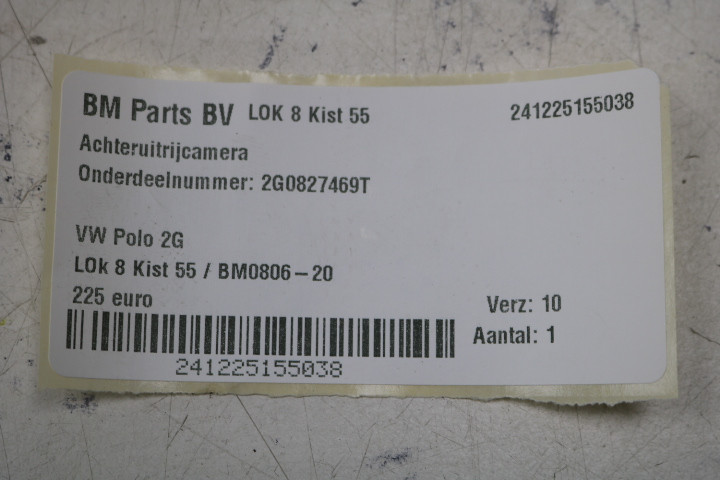 BM Parts BV LOK 8 Kist 55 241225155038
Achteruitrijcamera
Onderdeelnummer: 2G0827469T
VW Polo 2G
LOk 8 Kist 55 / BM0806-20
225 euro Verz: 10
Aantal: 1
241225155038